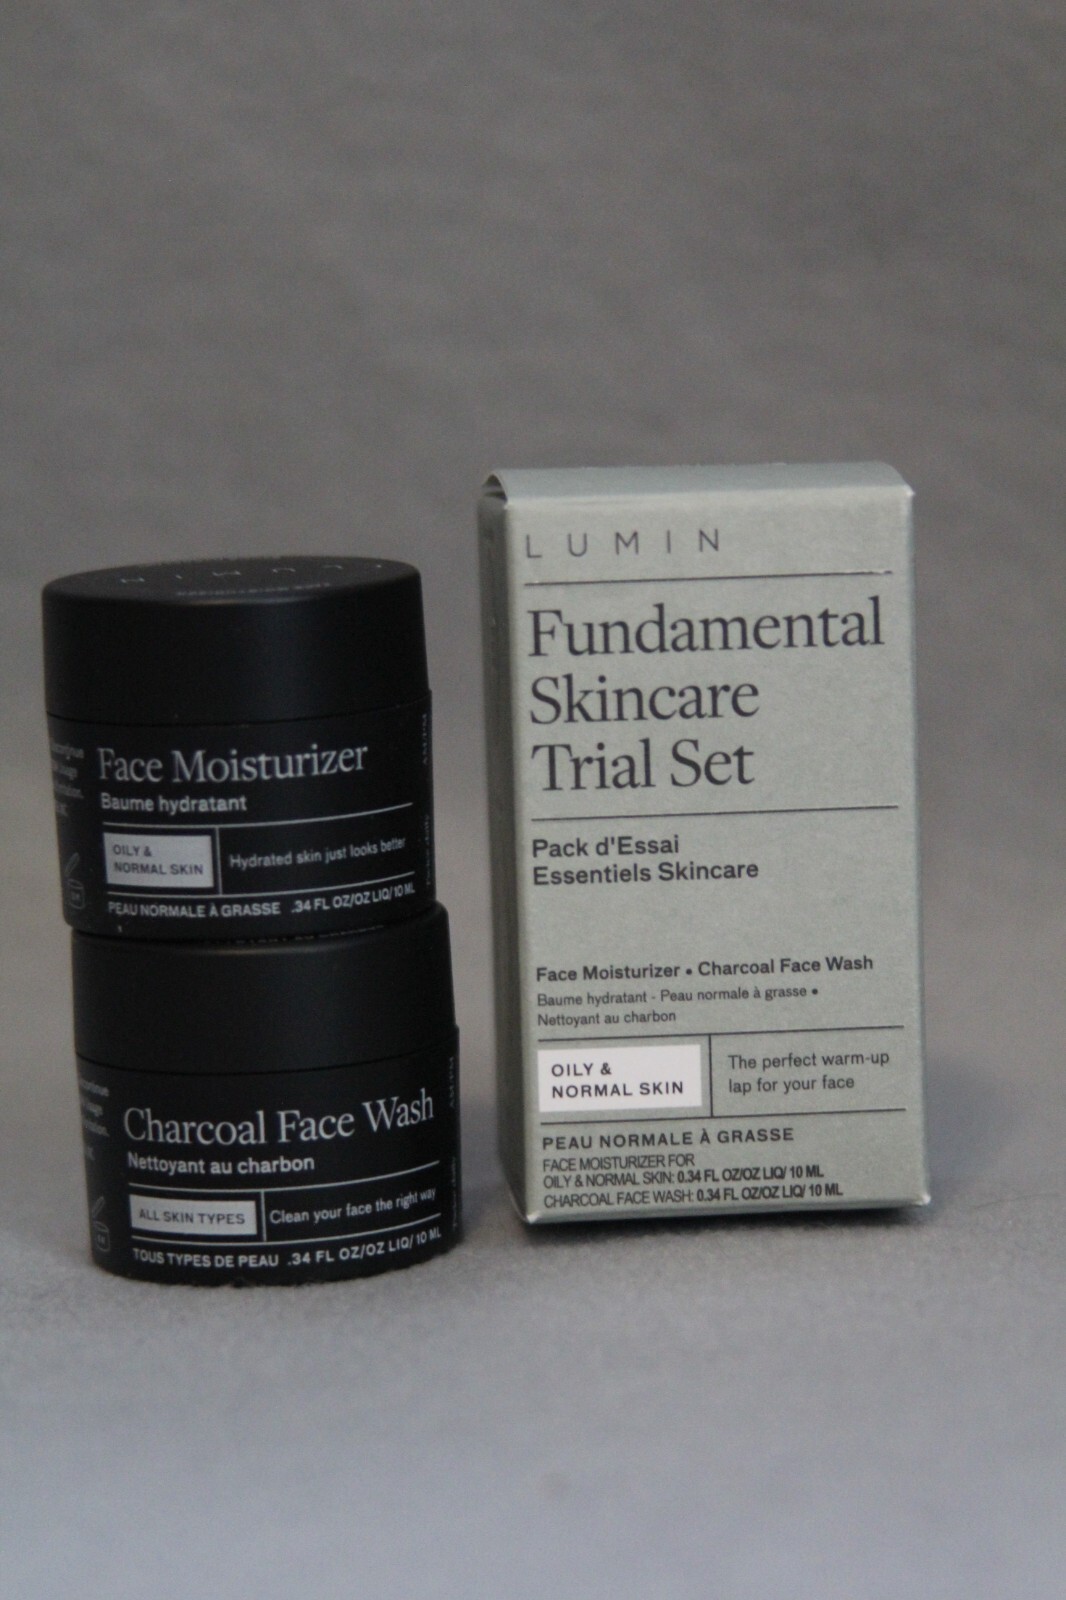 LUMIN
Face Moisturizer
Baume hydratant
OILY &
NORMAL SKIN
Hydrated skin just looks better
PEAU NORMALE À GRASSE .34 FL OZ/OZ LIQ/10 ML
Charcoal Face Wash
Nettoyant au charbon
ALL SKIN TYPES
Clean your face the right way
TOUS TYPES DE PEAU .34 FL OZ/OZ LIQ/ 10 ML
LUMIN
Fundamental
Skincare
Trial Set
Pack d'Essai
Essentiels Skincare
Face Moisturizer • Charcoal Face Wash
Baume hydratant - Peau normale à grasse •
Nettoyant au charbon
OILY &
NORMAL SKIN
The perfect warm-up
lap for your face
PEAU NORMALE À GRASSE
FACE MOISTURIZER FOR
OILY & NORMAL SKIN: 0.34 FL OZ/OZ LIQ/ 10 ML
CHARCOAL FACE WASH: 0.34 FL OZ/OZ LIQ/ 10 ML